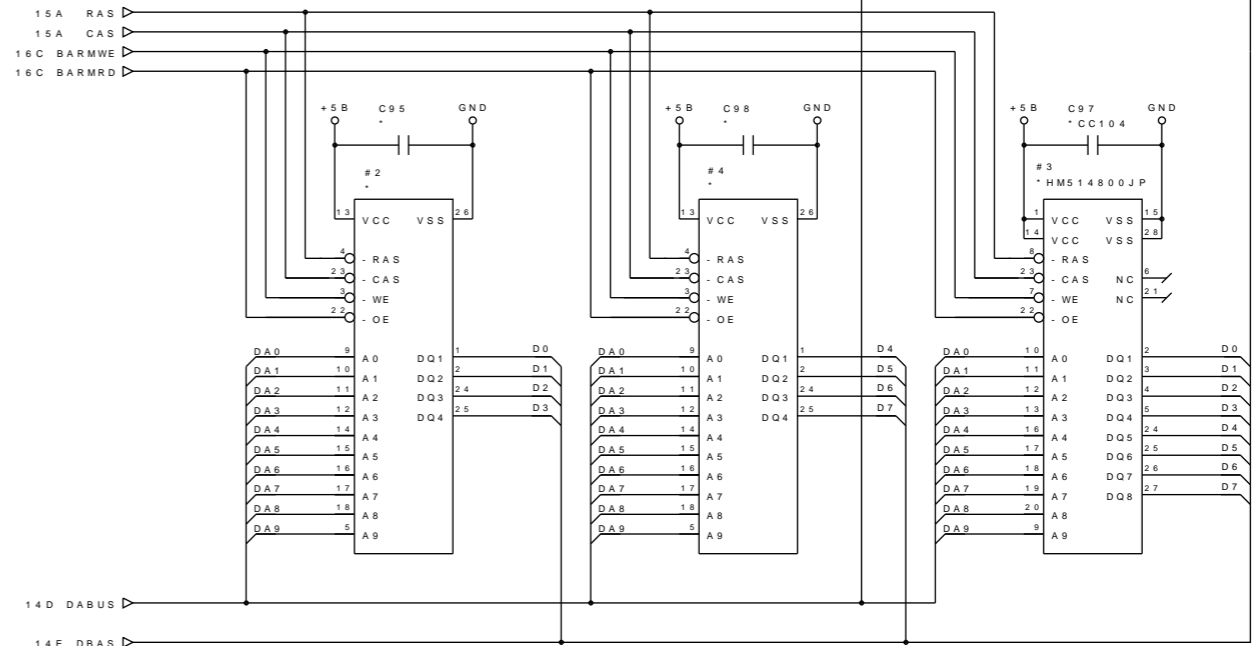 15A RAS
15A CAS
16C BARMWE
16C BARMRD
+5B C95 GND
*
#2
*
13 VCC VSS 26
4 - RAS
23 - CAS
3 - WE
22 - OE
DA0 9 A0 DQ1 1 D0
DA1 10 A1 DQ2 2 D1
DA2 11 A2 DQ3 24 D2
DA3 12 A3 DQ4 25 D3
DA4 14 A4
DA5 15 A5
DA6 16 A6
DA7 17 A7
DA8 18 A8
DA9 5 A9
+5B C98 GND
*
#4
*
13 VCC VSS 26
4 - RAS
23 - CAS
3 - WE
22 - OE
DA0 9 A0 DQ1 1 D4
DA1 10 A1 DQ2 2 D5
DA2 11 A2 DQ3 24 D6
DA3 12 A3 DQ4 25 D7
DA4 14 A4
DA5 15 A5
DA6 16 A6
DA7 17 A7
DA8 18 A8
DA9 5 A9
+5B C97 GND
* CC104
#3
* HM514800JP
1 VCC VSS 15
14 VCC VSS 28
8 - RAS
23 - CAS NC 6
7 - WE NC 21
22 - OE
DA0 10 A0 DQ1 2 D0
DA1 11 A1 DQ2 3 D1
DA2 12 A2 DQ3 4 D2
DA3 13 A3 DQ4 5 D3
DA4 16 A4 DQ5 24 D4
DA5 17 A5 DQ6 25 D5
DA6 18 A6 DQ7 26 D6
DA7 19 A7 DQ8 27 D7
DA8 20 A8
DA9 9 A9
14D DABUS
14E DBAS